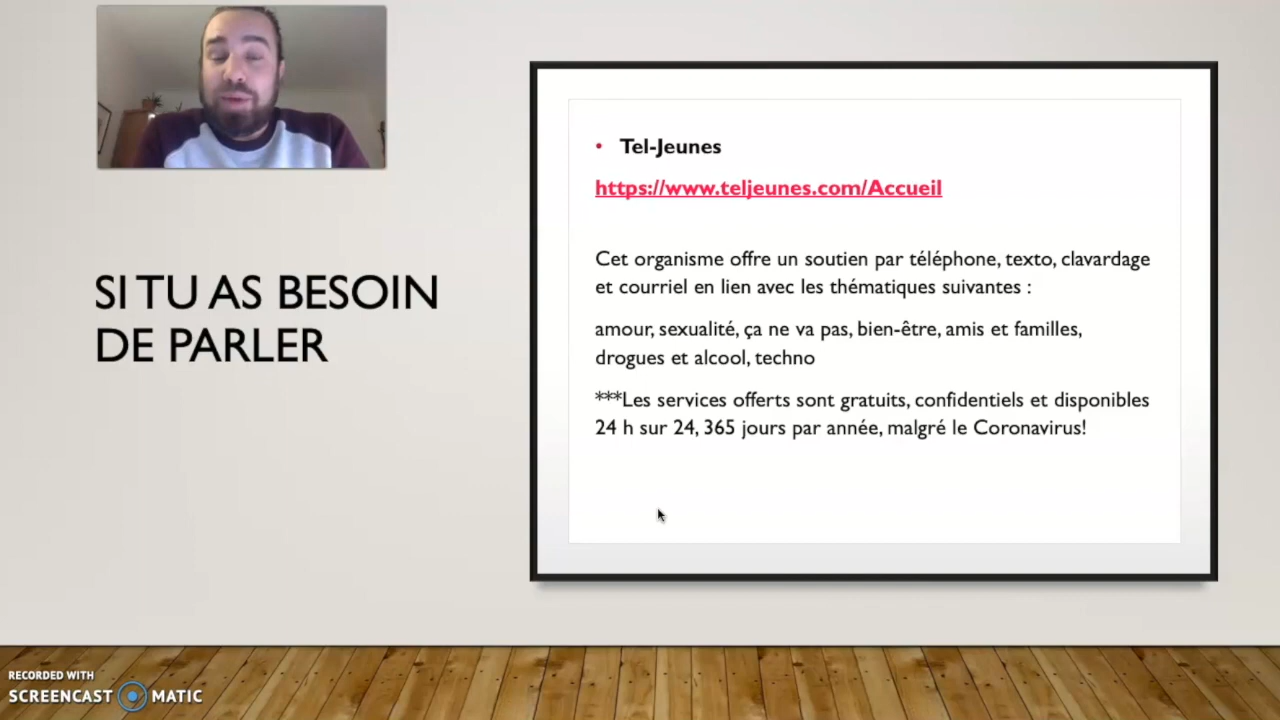 SI TU AS BESOIN
DE PARLER
• Tel-Jeunes
https://www.teljeunes.com/Accueil
Cet organisme offre un soutien par téléphone, texto, clavardage
et courriel en lien avec les thématiques suivantes :
amour, sexualité, ça ne va pas, bien-être, amis et familles,
drogues et alcool, techno
***Les services offerts sont gratuits, confidentiels et disponibles
24 h sur 24, 365 jours par année, malgré le Coronavirus!
RECORDED WITH
SCREENCAST MATIC